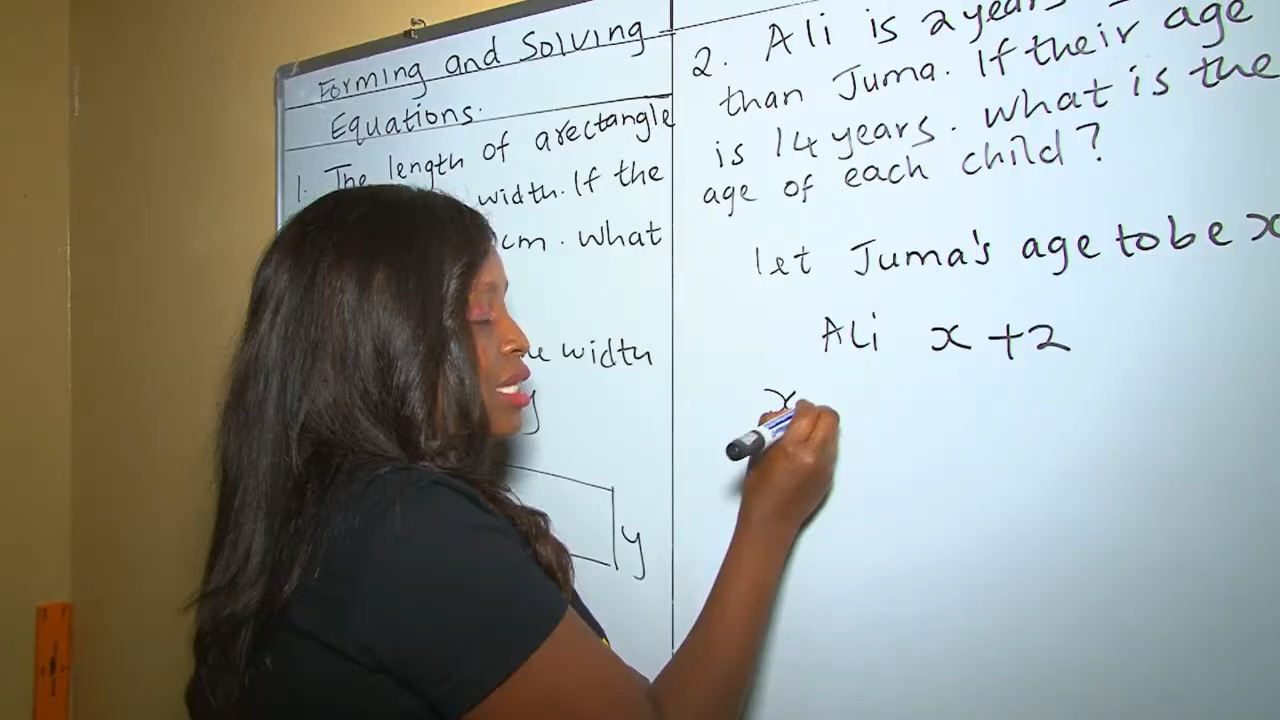 Forming and Solving
Equations.
1. The length of a rectangle
width. If the
cm. What
width
y
2. Ali is 2 years
than Juma. If their age
is 14 years. What is the
age of each child?
let Juma's age to be x
Ali x + 2
x